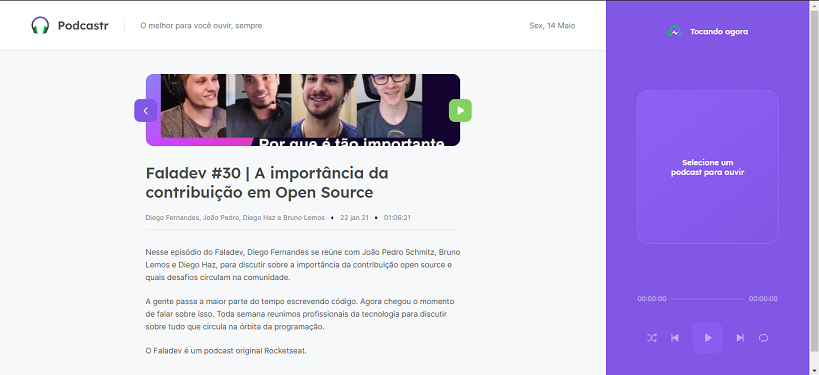 Podcastr
O melhor para você ouvir, sempre
Sex, 14 Maio
Tocando agora
Por que é tão importante
Faladev #30 | A importância da
contribuição em Open Source
Diego Fernandes, João Pedro, Diego Haz e Bruno Lemos • 22 jan 21 • 01:06:21
Nesse episódio do Faladev, Diego Fernandes se reúne com João Pedro Schmitz, Bruno
Lemos e Diego Haz, para discutir sobre a importância da contribuição open source e
quais desafios circulam na comunidade.
A gente passa a maior parte do tempo escrevendo código. Agora chegou o momento
de falar sobre isso. Toda semana reunimos profissionais da tecnologia para discutir
sobre tudo que circula na órbita da programação.
O Faladev é um podcast original Rocketseat.
Selecione um
podcast para ouvir
00:00:00
00:00:00